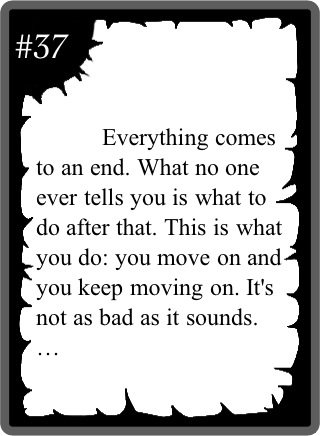 #37
Everything comes
to an end. What no one
ever tells you is what to
do after that. This is what
you do: you move on and
you keep moving on. It's
not as bad as it sounds.
…